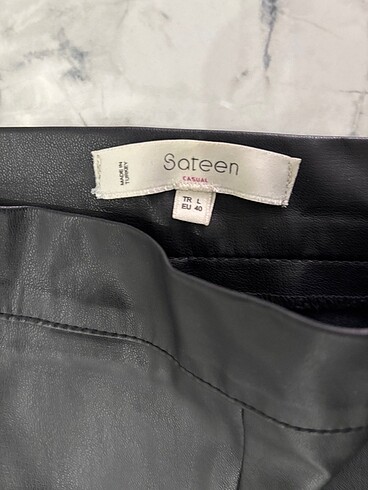 MADE IN
TURKEY
Sateen
CASUAL
TR L
EU 40